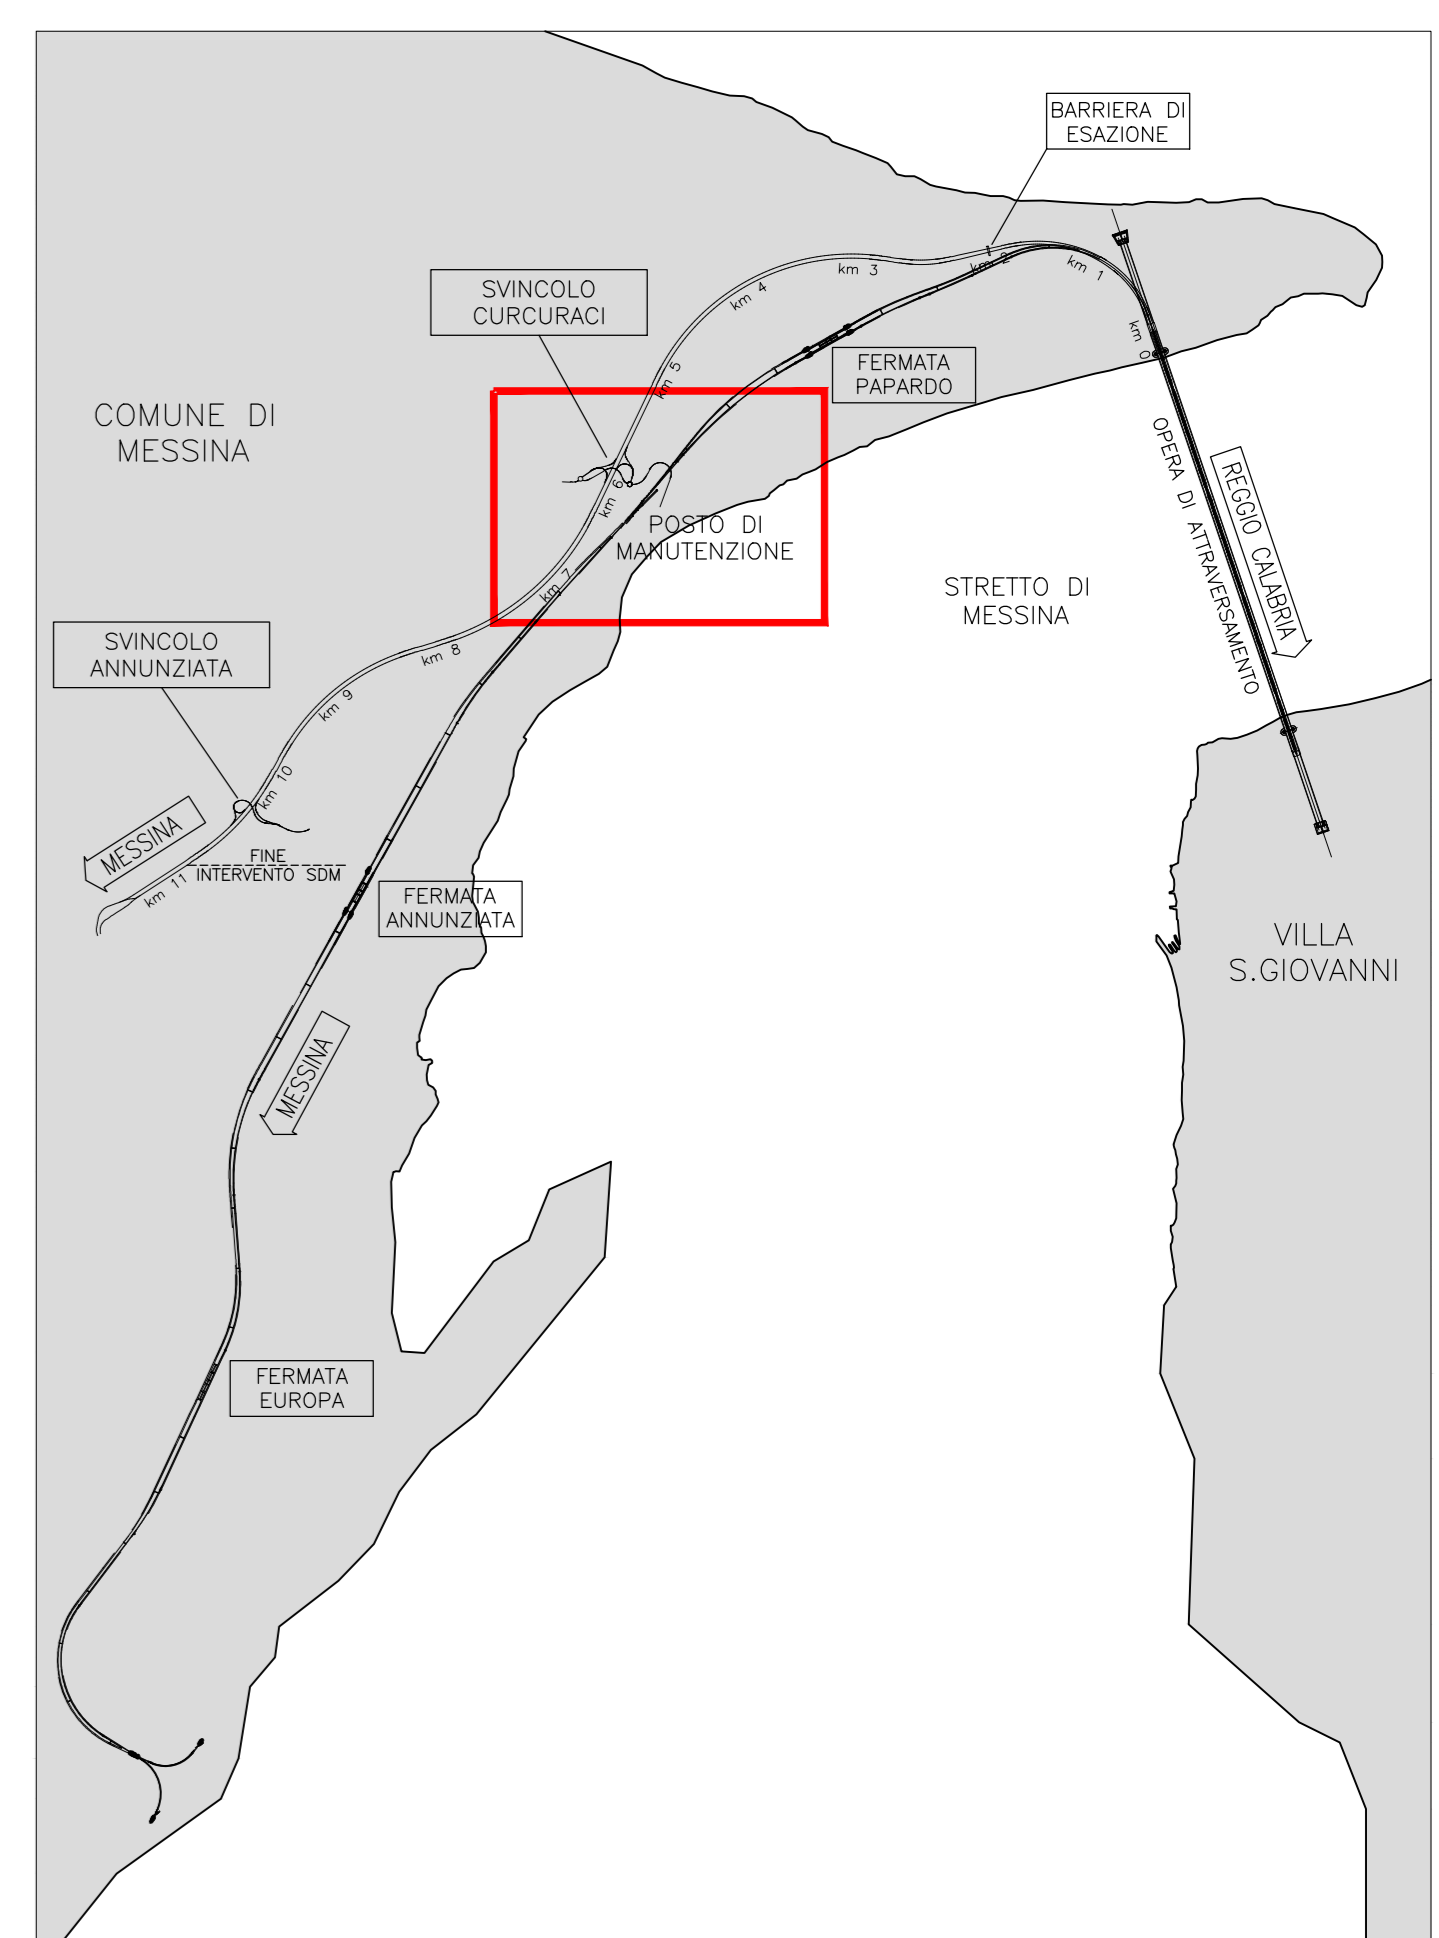 BARRIERA DI
ESAZIONE
km 3
km 2
km 1
SVINCOLO
CURCURACI
km 4
km 0
FERMATA
PAPARDO
km 5
COMUNE DI
MESSINA
OPERA DI ATTRAVERSAMENTO
REGGIO CALABRIA
km 6
POSTO DI
MANUTENZIONE
km 7
STRETTO DI
MESSINA
SVINCOLO
ANNUNZIATA
km 8
km 9
km 10
MESSINA
FINE
INTERVENTO SDM
km 11
FERMATA
ANNUNZIATA
VILLA
S.GIOVANNI
MESSINA
FERMATA
EUROPA